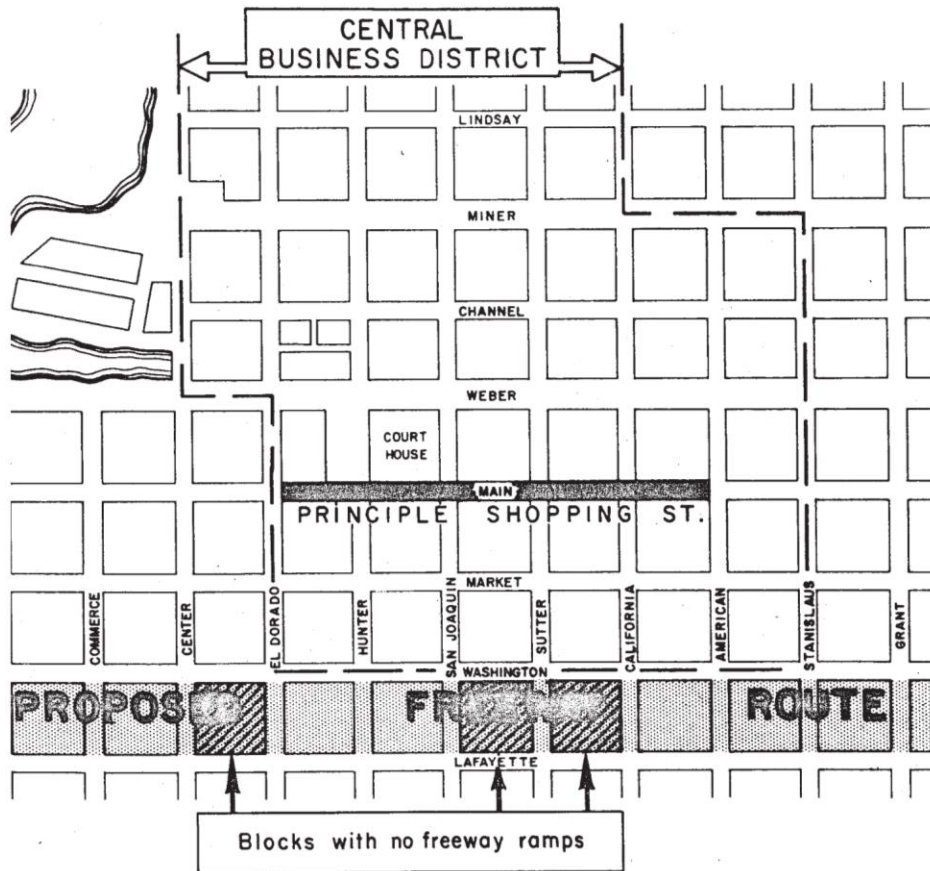 CENTRAL
BUSINESS DISTRICT
LINDSAY
MINER
CHANNEL
WEBER
COURT
HOUSE
MAIN
PRINCIPLE SHOPPING ST.
MARKET
COMMERCE
CENTER
EL DORADO
HUNTER
SAN JOAQUIN
SUTTER
CALIFORNIA
AMERICAN
STANISLAUS
GRANT
WASHINGTON
PROPOSED ROUTE
LAFAYETTE
Blocks with no freeway ramps